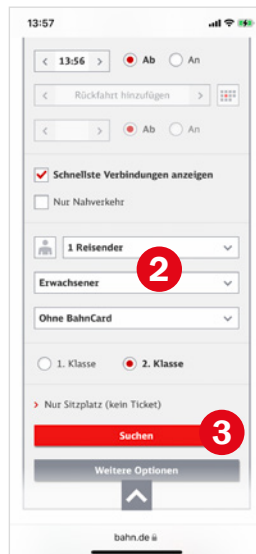 13:57
13:56 Ab An
Rückfahrt hinzufügen
Ab An
Schnellste Verbindungen anzeigen
Nur Nahverkehr
1 Reisender
2
Erwachsener
Ohne BahnCard
1. Klasse 2. Klasse
Nur Sitzplatz (kein Ticket)
Suchen 3
Weitere Optionen
bahn.de